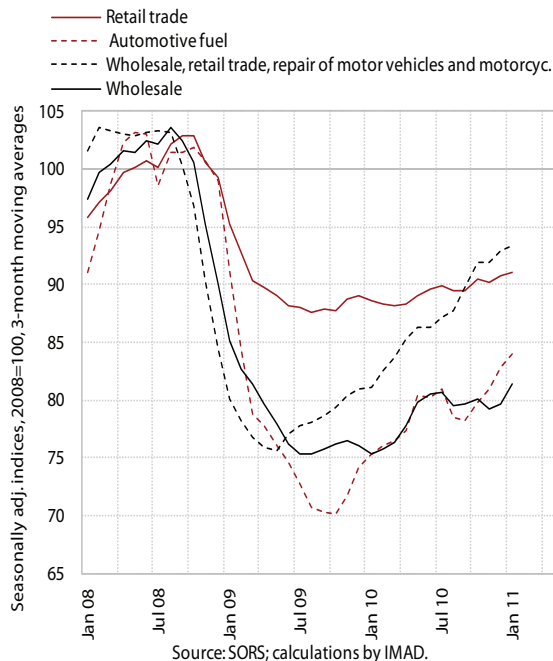 Retail trade
Automotive fuel
Wholesale, retail trade, repair of motor vehicles and motorcyc.
Wholesale
Seasonally adj. indices, 2008=100, 3-month moving averages
105
100
95
90
85
80
75
70
65
Jan 08
Jul 08
Jan 09
Jul 09
Jan 10
Jul 10
Jan 11
Source: SORS; calculations by IMAD.